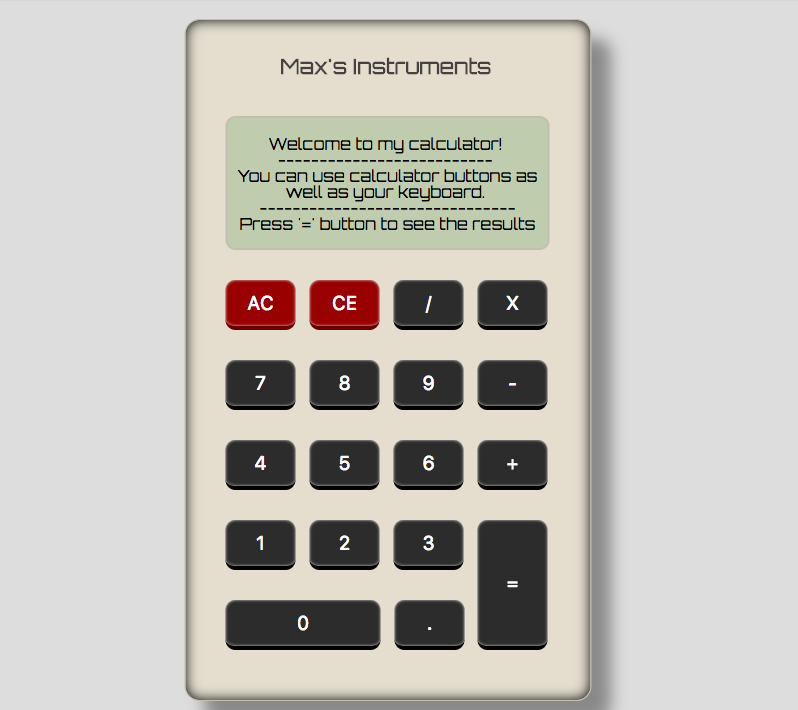 Max's Instruments
Welcome to my calculator!
--------------------------
You can use calculator buttons as
well as your keyboard.
-------------------------------
Press '=' button to see the results
AC CE / X
7 8 9 -
4 5 6 +
1 2 3
=
0 .